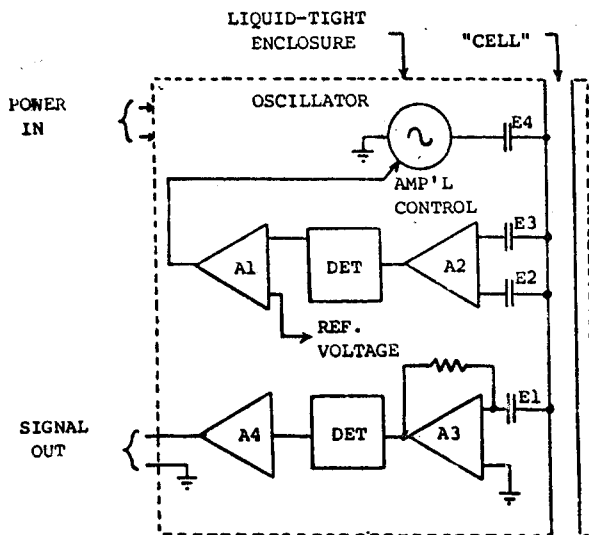 LIQUID-TIGHT
ENCLOSURE
"CELL"
POWER
IN
OSCILLATOR
E4
AMP'L
CONTROL
E3
A1
DET
A2
E2
REF.
VOLTAGE
E1
SIGNAL
OUT
A4
DET
A3